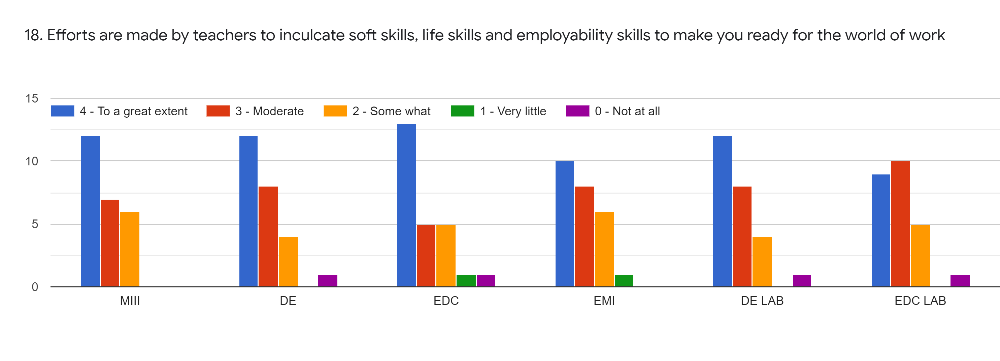 18. Efforts are made by teachers to inculcate soft skills, life skills and employability skills to make you ready for the world of work
15
4 - To a great extent 3 - Moderate 2 - Some what 1 - Very little 0 - Not at all
10
5
0
MIII DE EDC EMI DE LAB EDC LAB